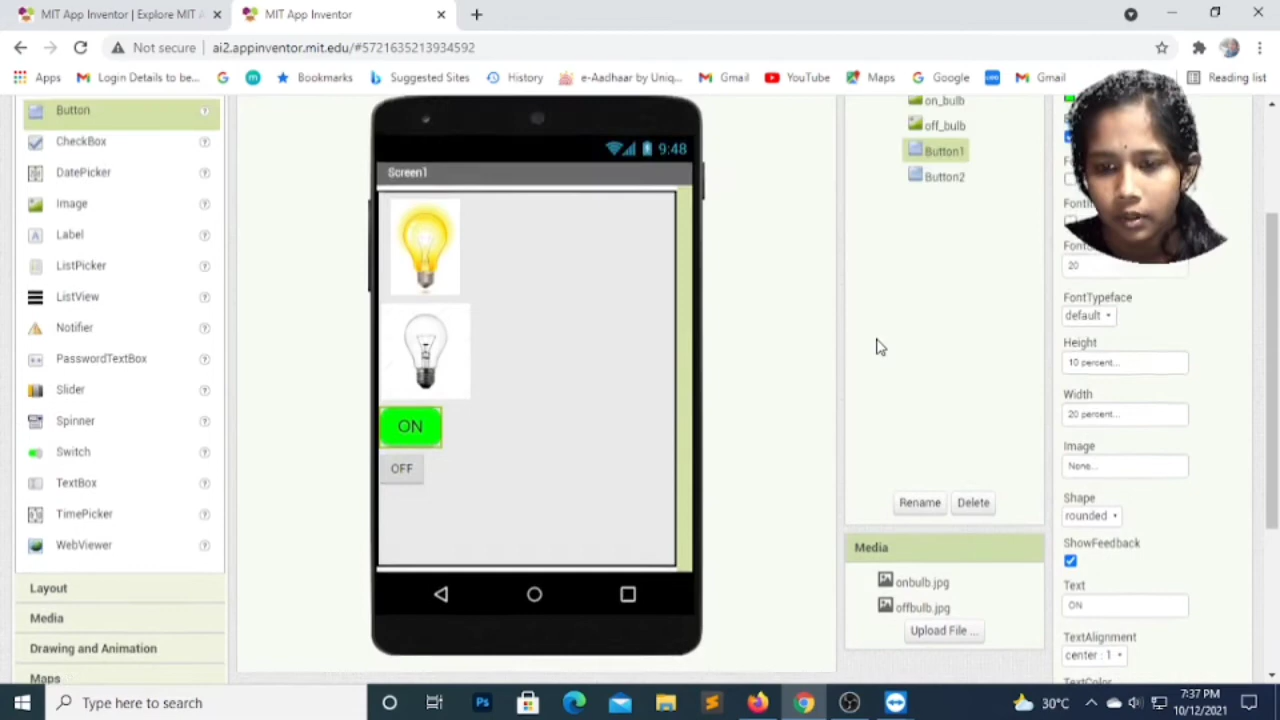 MIT App Inventor | Explore MIT A
MIT App Inventor
Not secure
ai2.appinventor.mit.edu/#5721635213934592
Apps
Login Details to be...
Bookmarks
Suggested Sites
History
e-Aadhaar by Uniq...
Gmail
YouTube
Maps
Google
Gmail
Reading list
Button
CheckBox
DatePicker
Image
Label
ListPicker
ListView
Notifier
PasswordTextBox
Slider
Spinner
Switch
TextBox
TimePicker
WebViewer
Layout
Media
Drawing and Animation
Maps
9:48
Screen1
ON
OFF
on_bulb
off_bulb
Button1
Button2
Rename
Delete
Media
onbulb.jpg
offbulb.jpg
Upload File ...
20
FontTypeface
default
Height
10 percent...
Width
20 percent...
Image
None...
Shape
rounded
ShowFeedback
Text
ON
TextAlignment
center : 1
Type here to search
30°C
7:37 PM
10/12/2021